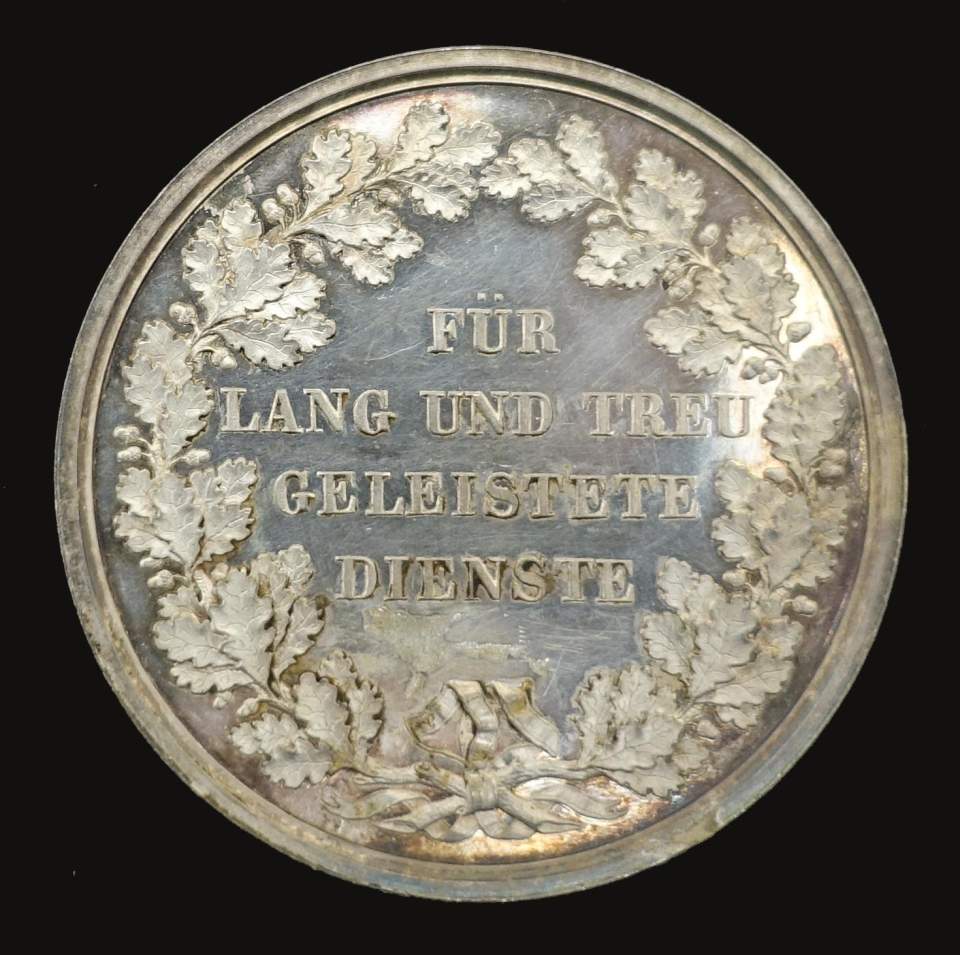 FÜR
LANG UND TREU
GELEISTETE
DIENSTE